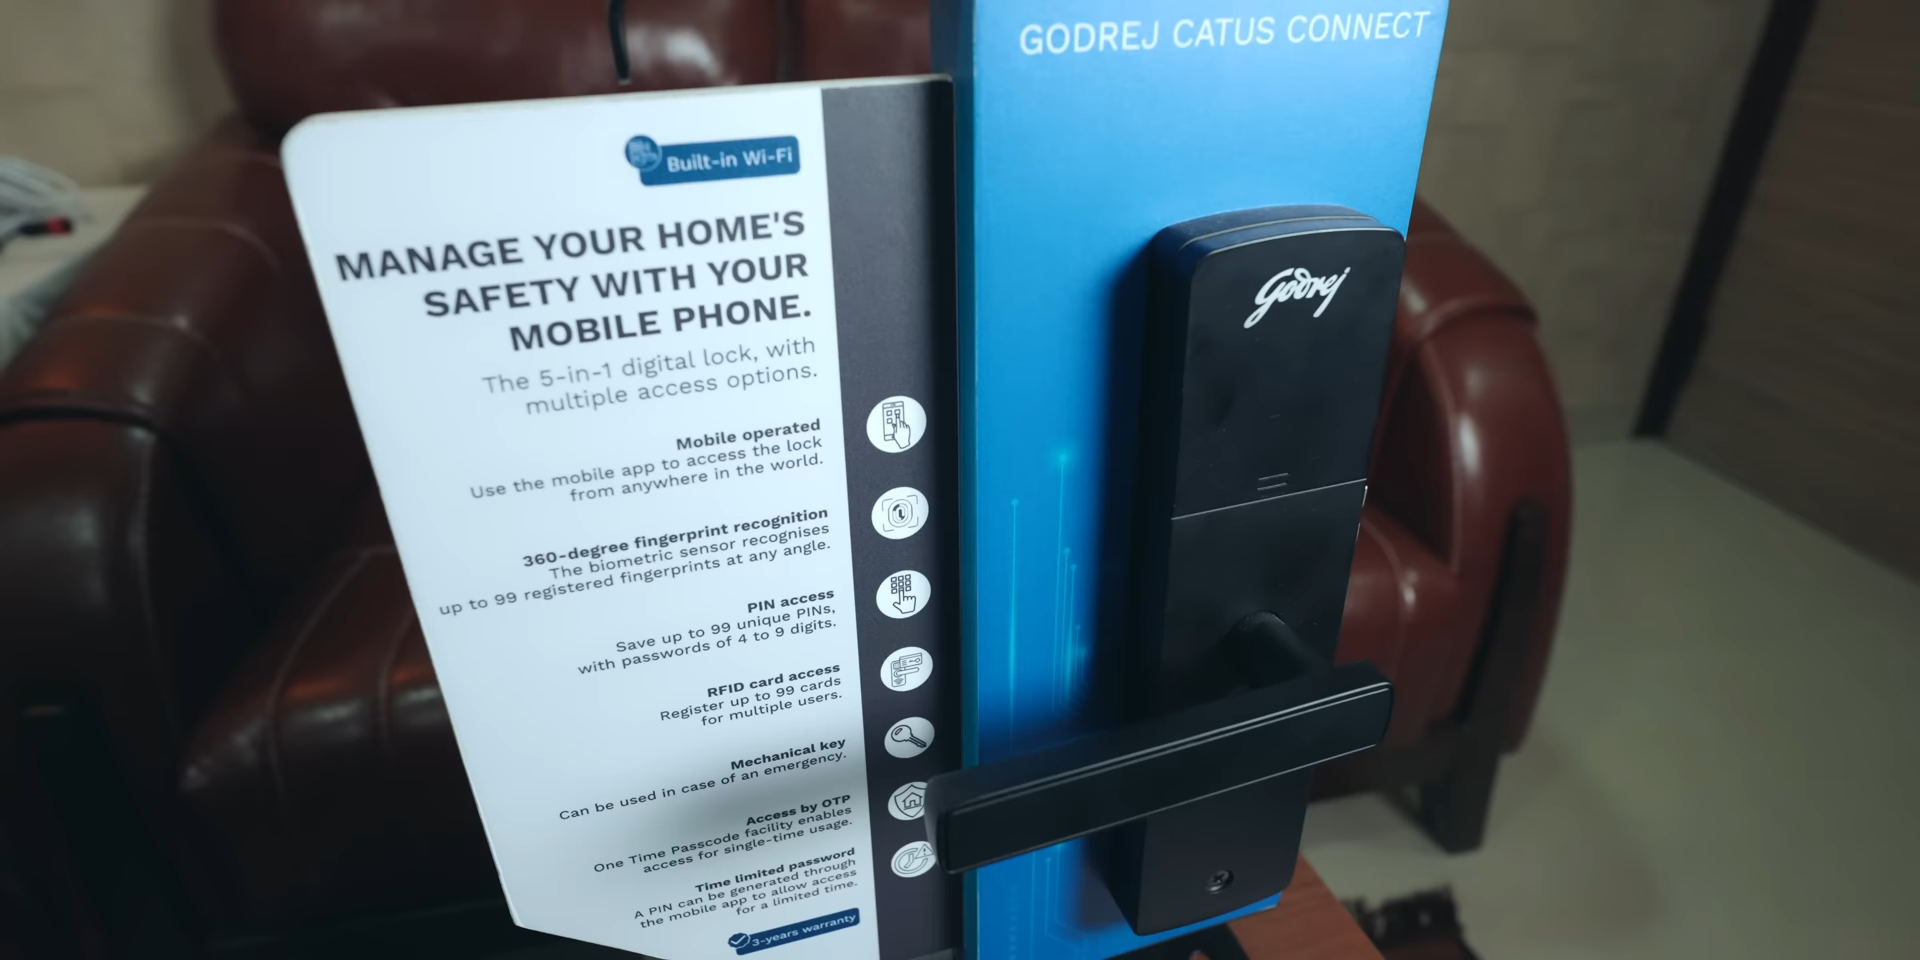 GODREJ CATUS CONNECT
Built-in Wi-Fi
MANAGE YOUR HOME'S
SAFETY WITH YOUR
MOBILE PHONE.
The 5-in-1 digital lock, with
multiple access options.
Mobile operated
Use the mobile app to access the lock
from anywhere in the world.
360-degree fingerprint recognition
The biometric sensor recognises
up to 99 registered fingerprints at any angle.
PIN access
Save up to 99 unique PINs,
with passwords of 4 to 9 digits.
RFID card access
Register up to 99 cards
for multiple users.
Mechanical key
Can be used in case of an emergency.
Access by OTP
One Time Passcode facility enables
access for single-time usage.
Time limited password
A PIN can be generated through
the mobile app to allow access
for a limited time.
3-years warranty
Godrej